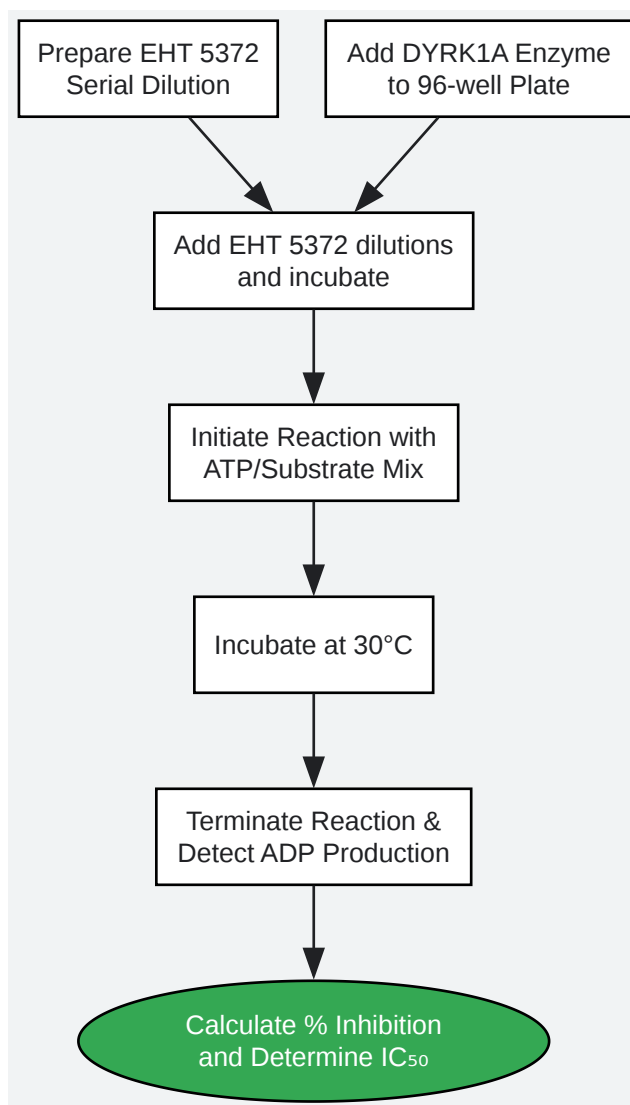 Prepare EHT 5372
Serial Dilution
Add DYRK1A Enzyme
to 96-well Plate
Add EHT 5372 dilutions
and incubate
Initiate Reaction with
ATP/Substrate Mix
Incubate at 30°C
Terminate Reaction &
Detect ADP Production
Calculate % Inhibition
and Determine IC₅₀